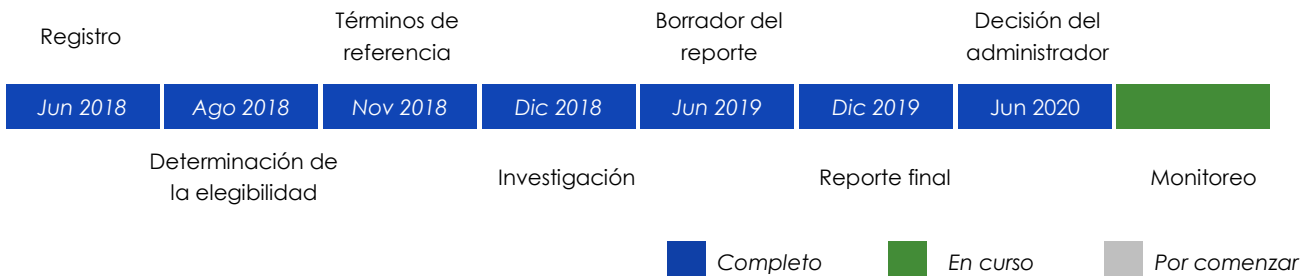 Registro
Términos de
referencia
Borrador del
reporte
Decisión del
administrador
Jun 2018
Ago 2018
Nov 2018
Dic 2018
Jun 2019
Dic 2019
Jun 2020
Determinación de
la elegibilidad
Investigación
Reporte final
Monitoreo
Completo
En curso
Por comenzar